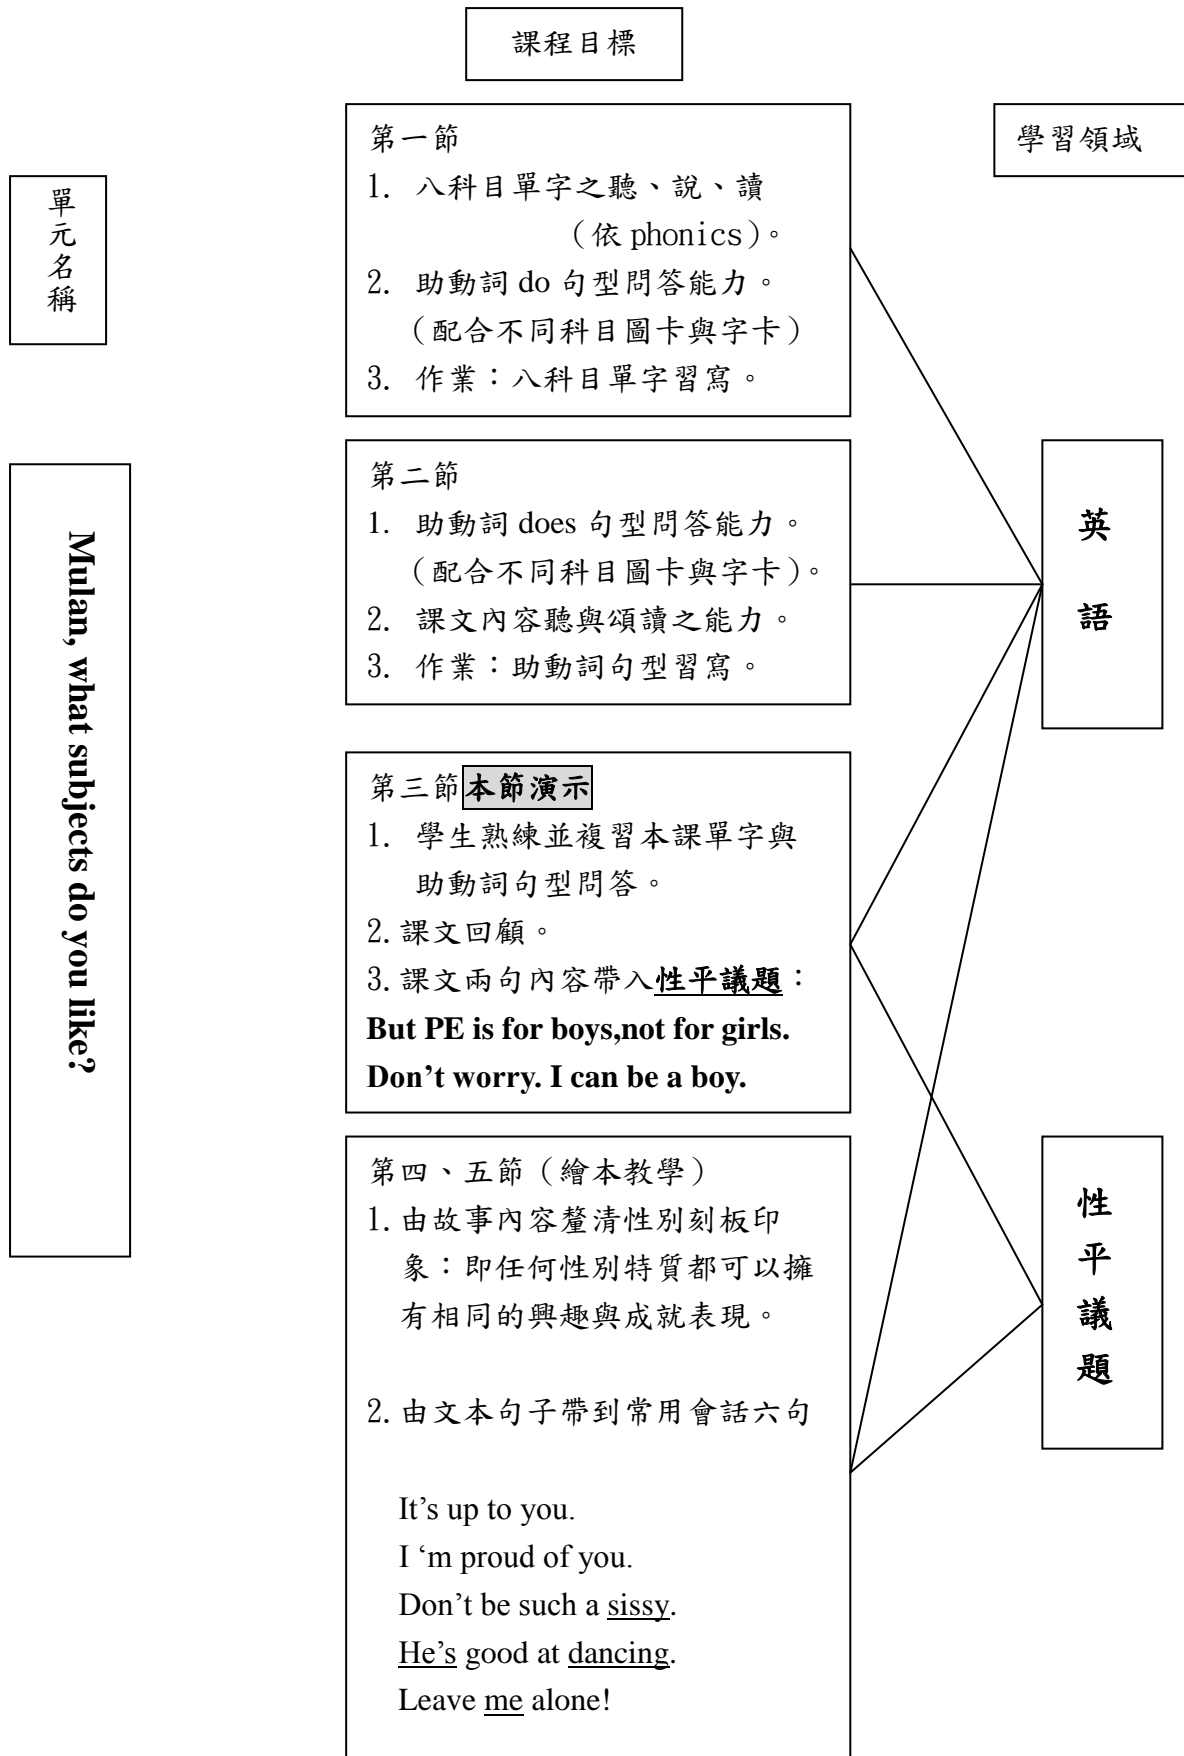 課程目標
單元名稱
Mulan, what subjects do you like?
第一節
1. 八科目單字之聽、說、讀
（依 phonics）。
2. 助動詞 do 句型問答能力。
（配合不同科目圖卡與字卡）
3. 作業：八科目單字習寫。
第二節
1. 助動詞 does 句型問答能力。
（配合不同科目圖卡與字卡）。
2. 課文內容聽與頌讀之能力。
3. 作業：助動詞句型習寫。
第三節本節演示
1. 學生熟練並複習本課單字與
助動詞句型問答。
2.課文回顧。
3.課文兩句內容帶入性平議題：
But PE is for boys,not for girls.
Don’t worry. I can be a boy.
第四、五節（繪本教學）
1.由故事內容釐清性別刻板印
象：即任何性別特質都可以擁
有相同的興趣與成就表現。
2.由文本句子帶到常用會話六句
It’s up to you.
I ‘m proud of you.
Don’t be such a sissy.
He’s good at dancing.
Leave me alone!
學習領域
英語
性平議題